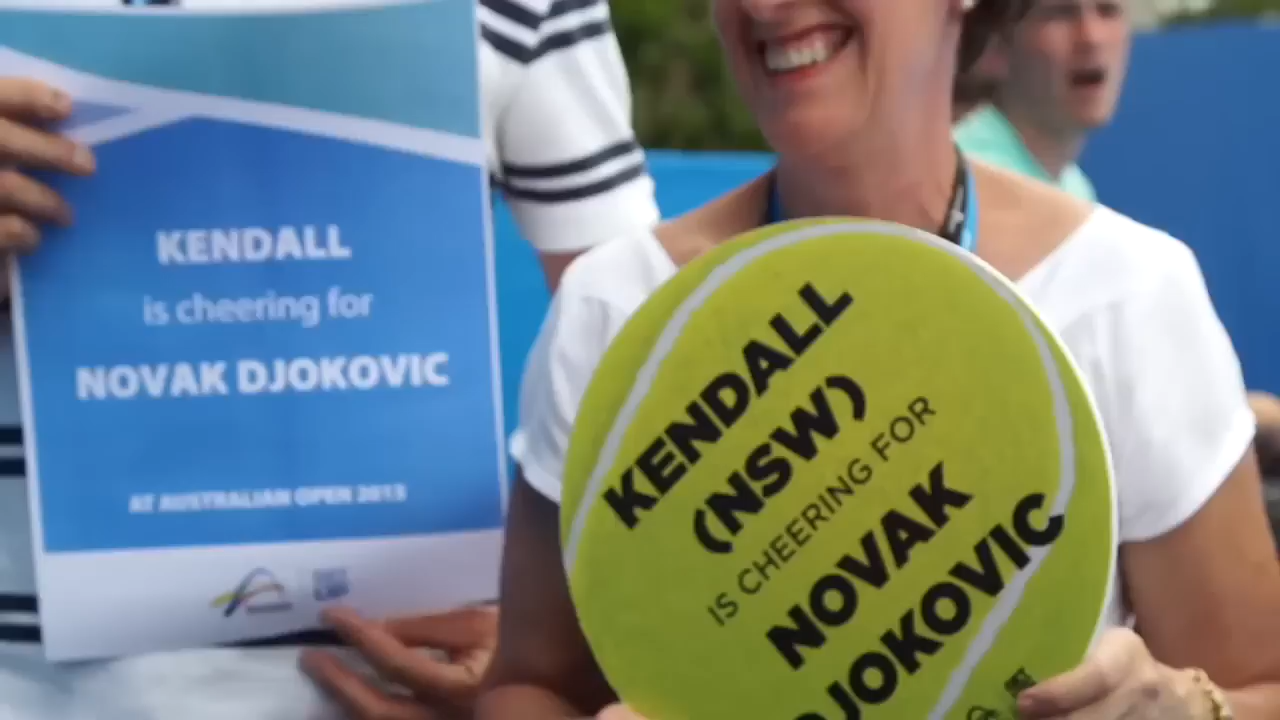 KENDALL
is cheering for
NOVAK DJOKOVIC
AT AUSTRALIAN OPEN 2013
KENDALL
(NSW)
IS CHEERING FOR
NOVAK
DJOKOVIC